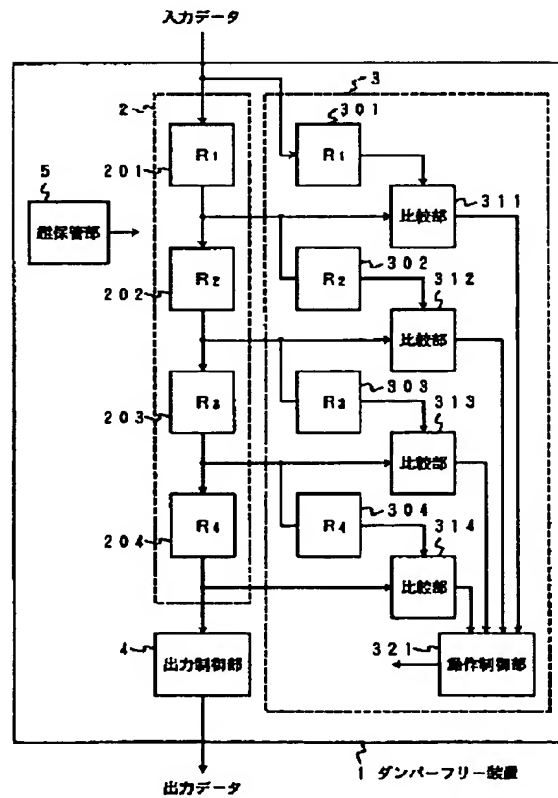 入力データ
2
3
301
R1
R1
201
5
鍵保管部
比較部
311
R2
302
R2
202
312
比較部
R3
303
R3
203
313
比較部
R4
304
R4
204
314
比較部
4
出力制御部
321
操作制御部
1 ダンパーフリー装置
出力データ